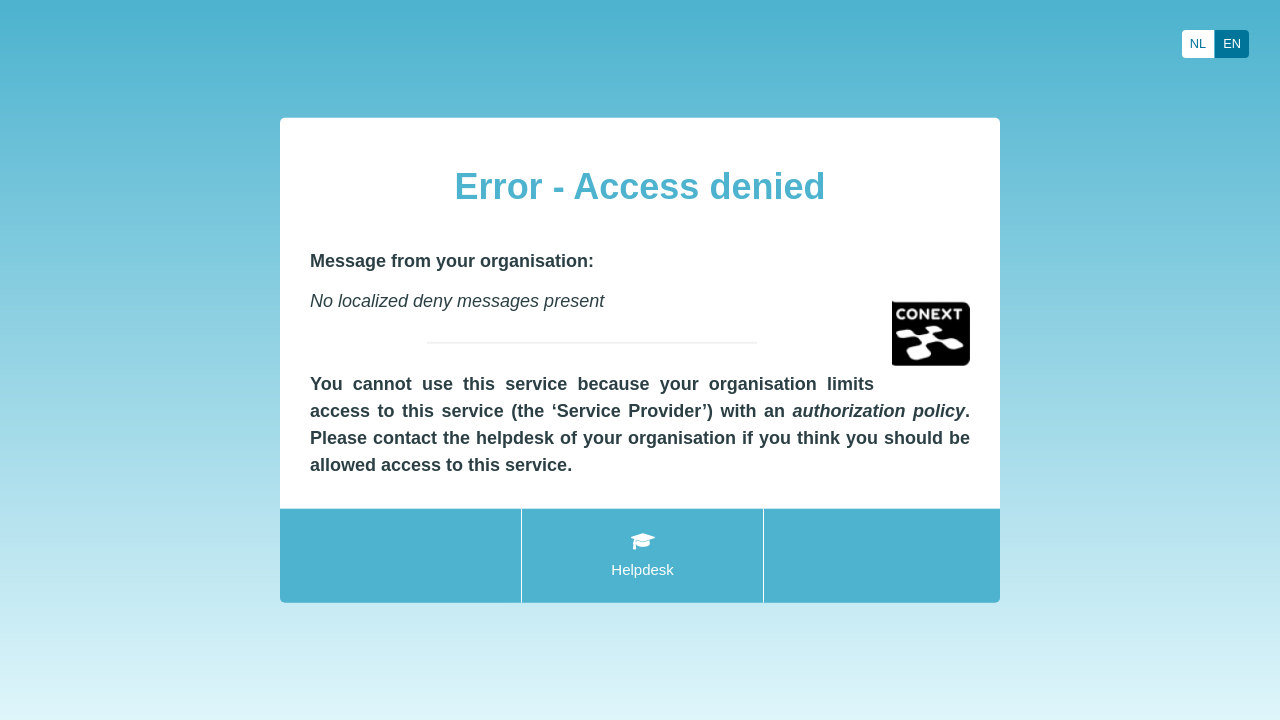 NL EN
Error - Access denied
Message from your organisation:
No localized deny messages present
CONEXT
You cannot use this service because your organisation limits
access to this service (the ‘Service Provider’) with an authorization policy.
Please contact the helpdesk of your organisation if you think you should be
allowed access to this service.
Helpdesk